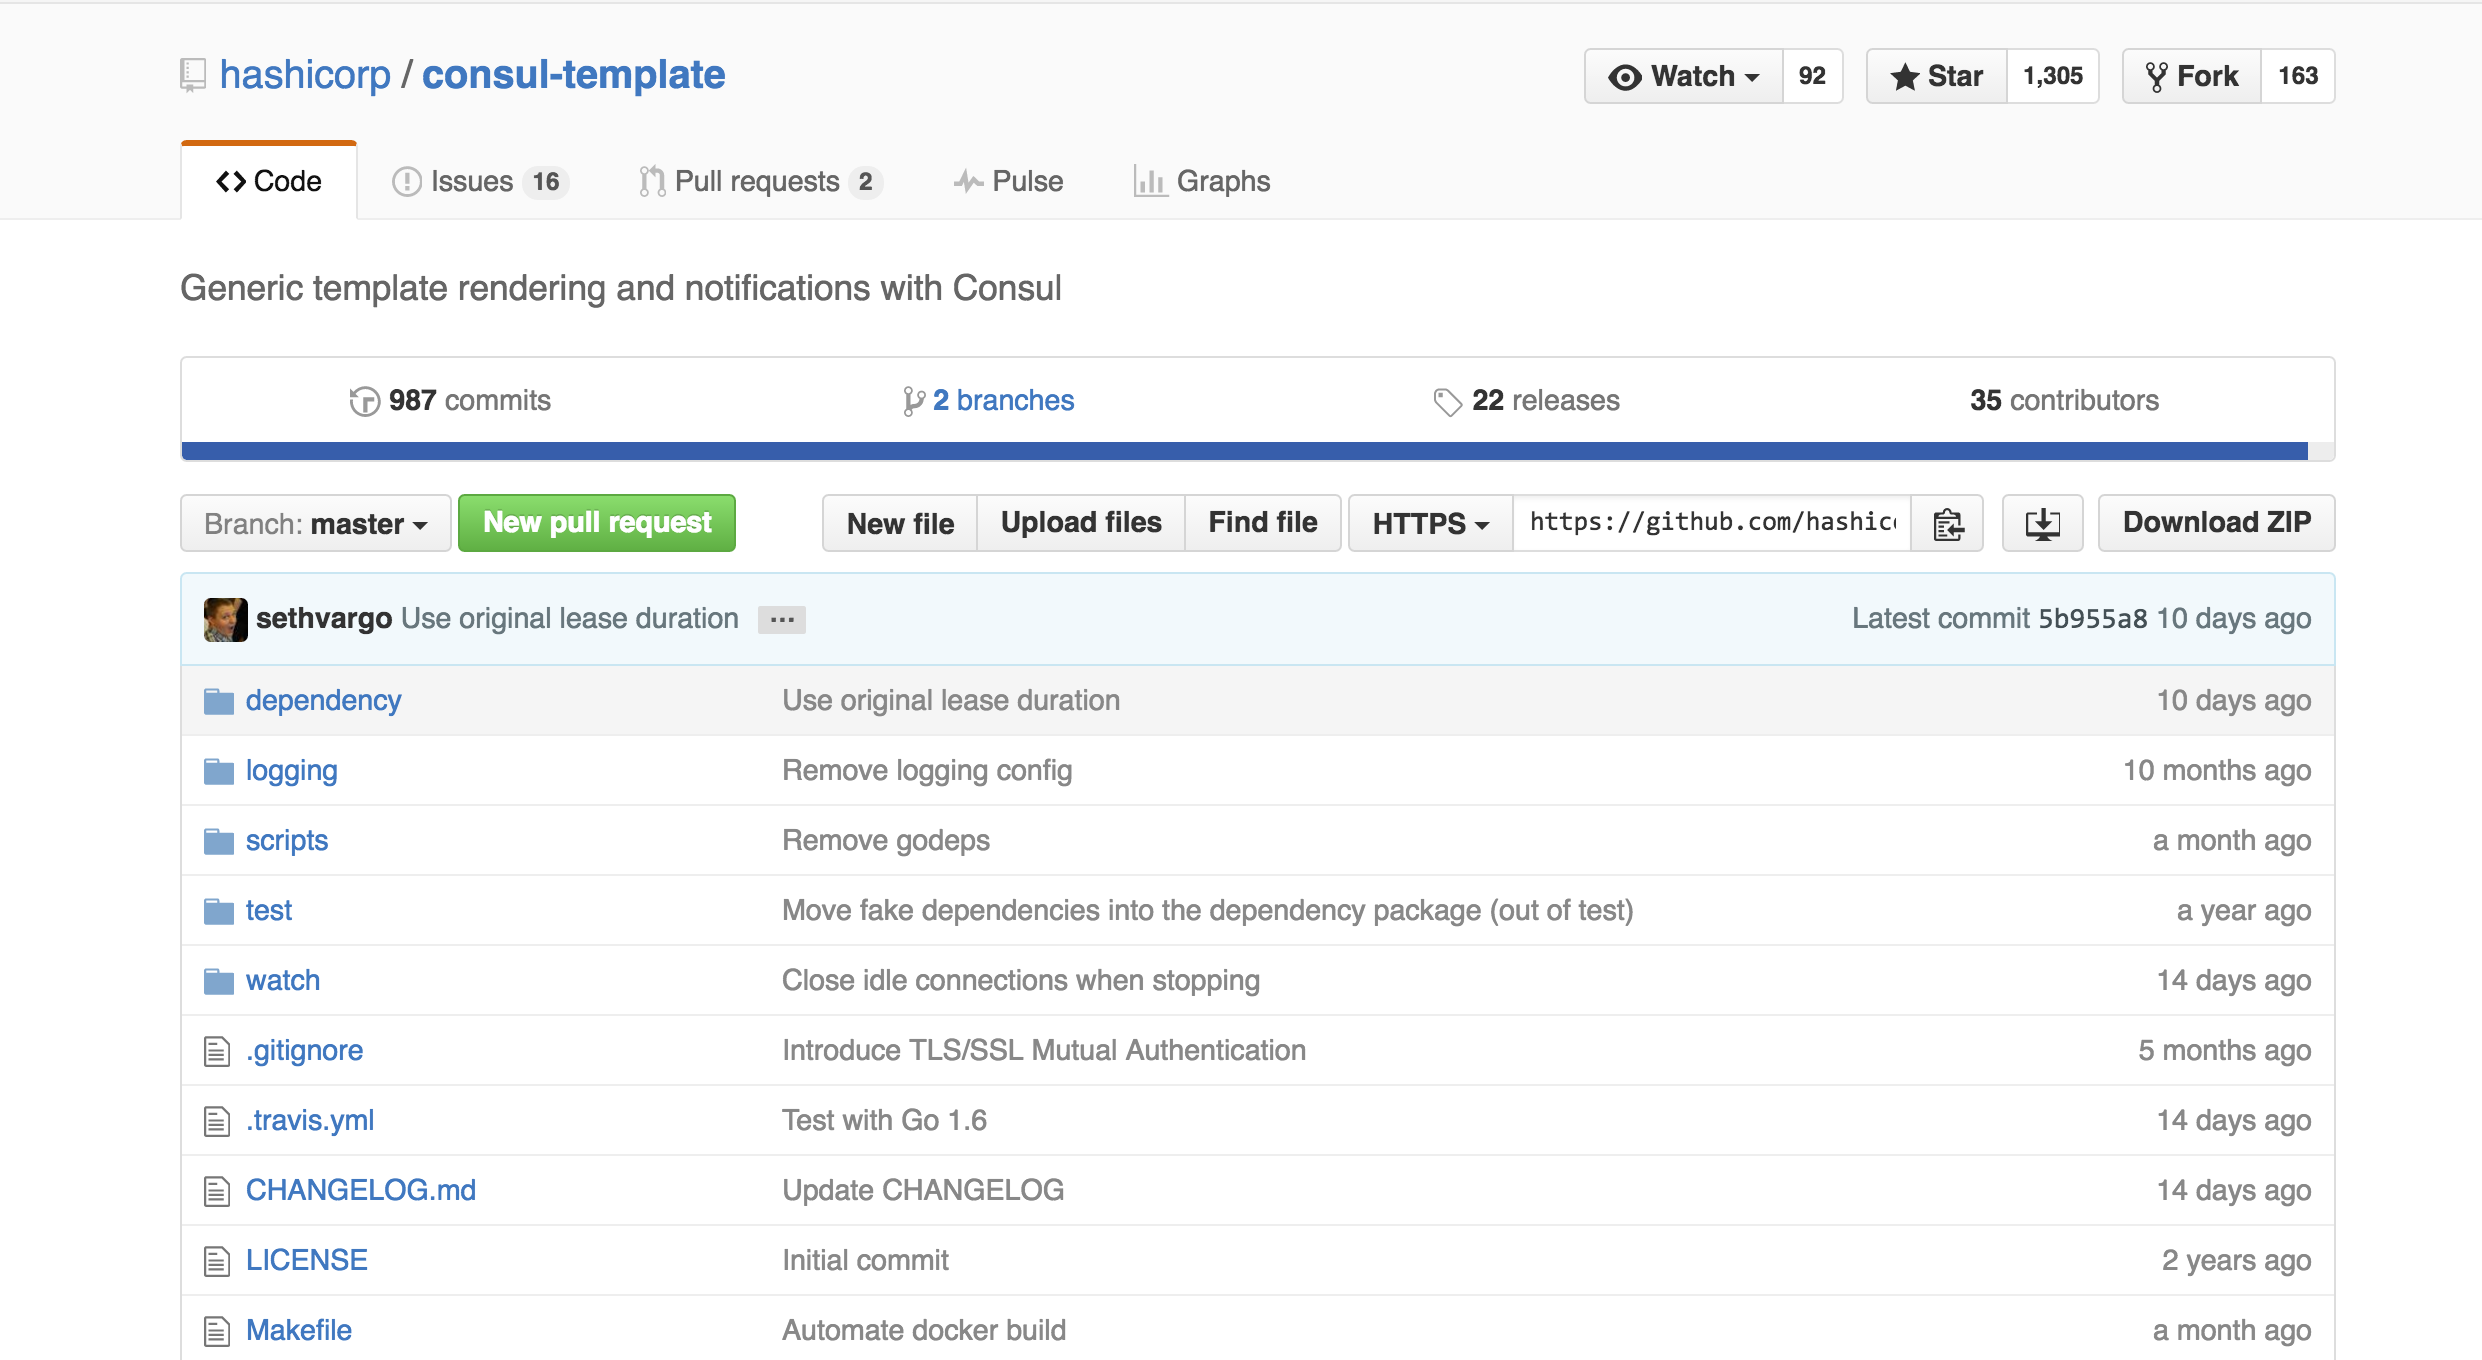 hashicorp / consul-template
Watch 92 Star 1,305 Fork 163
Code Issues 16 Pull requests 2 Pulse Graphs
Generic template rendering and notifications with Consul
987 commits 2 branches 22 releases 35 contributors
Branch: master New pull request New file Upload files Find file HTTPS https://github.com/hashic Download ZIP
sethvargo Use original lease duration ... Latest commit 5b955a8 10 days ago
dependency Use original lease duration 10 days ago
logging Remove logging config 10 months ago
scripts Remove godeps a month ago
test Move fake dependencies into the dependency package (out of test) a year ago
watch Close idle connections when stopping 14 days ago
.gitignore Introduce TLS/SSL Mutual Authentication 5 months ago
.travis.yml Test with Go 1.6 14 days ago
CHANGELOG.md Update CHANGELOG 14 days ago
LICENSE Initial commit 2 years ago
Makefile Automate docker build a month ago